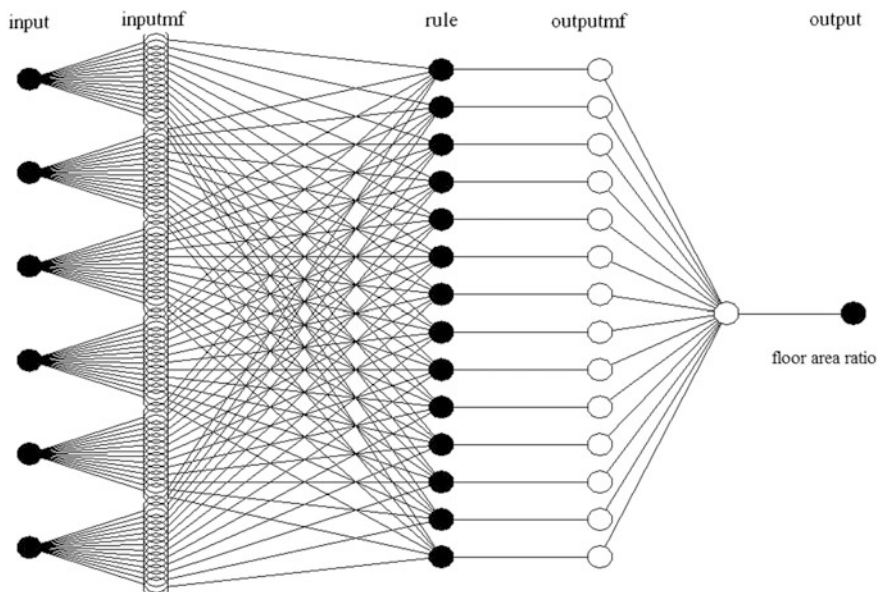 input
inputmf
rule
outputmf
output
floor area ratio